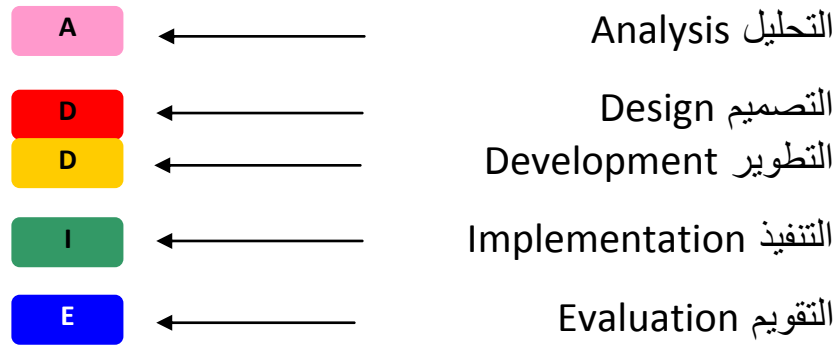 التحليل Analysis
A
التصميم Design
D
التطوير Development
D
التنفيذ Implementation
I
التقويم Evaluation
E